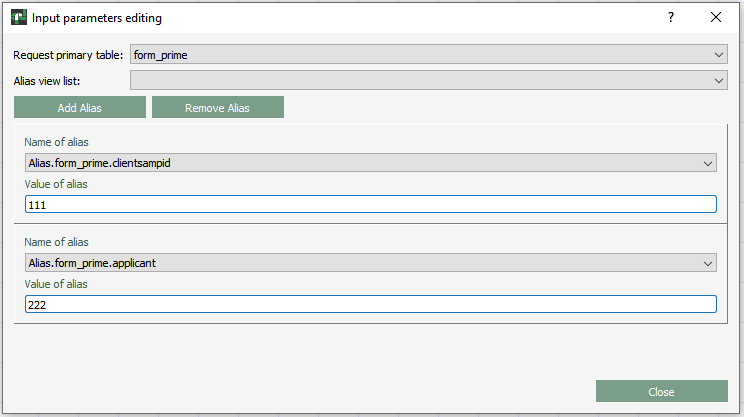 Input parameters editing
?
Request primary table: form_prime
Alias view list:
Add Alias Remove Alias
Name of alias
Alias.form_prime.clientsampid
Value of alias
111
Name of alias
Alias.form_prime.applicant
Value of alias
222
Close